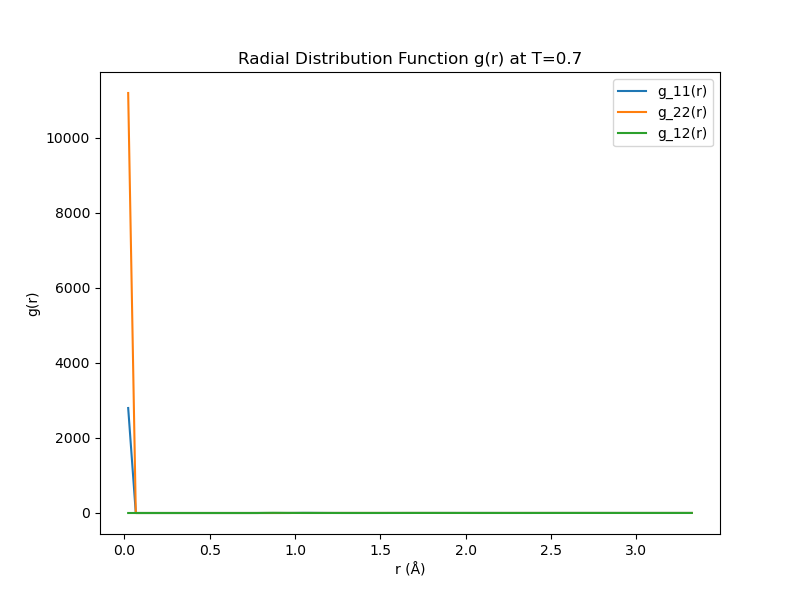 Radial Distribution Function g(r) at T=0.7
g_11(r)
g_22(r)
g_12(r)
g(r)
10000
8000
6000
4000
2000
0
0.0 0.5 1.0 1.5 2.0 2.5 3.0
r (Å)